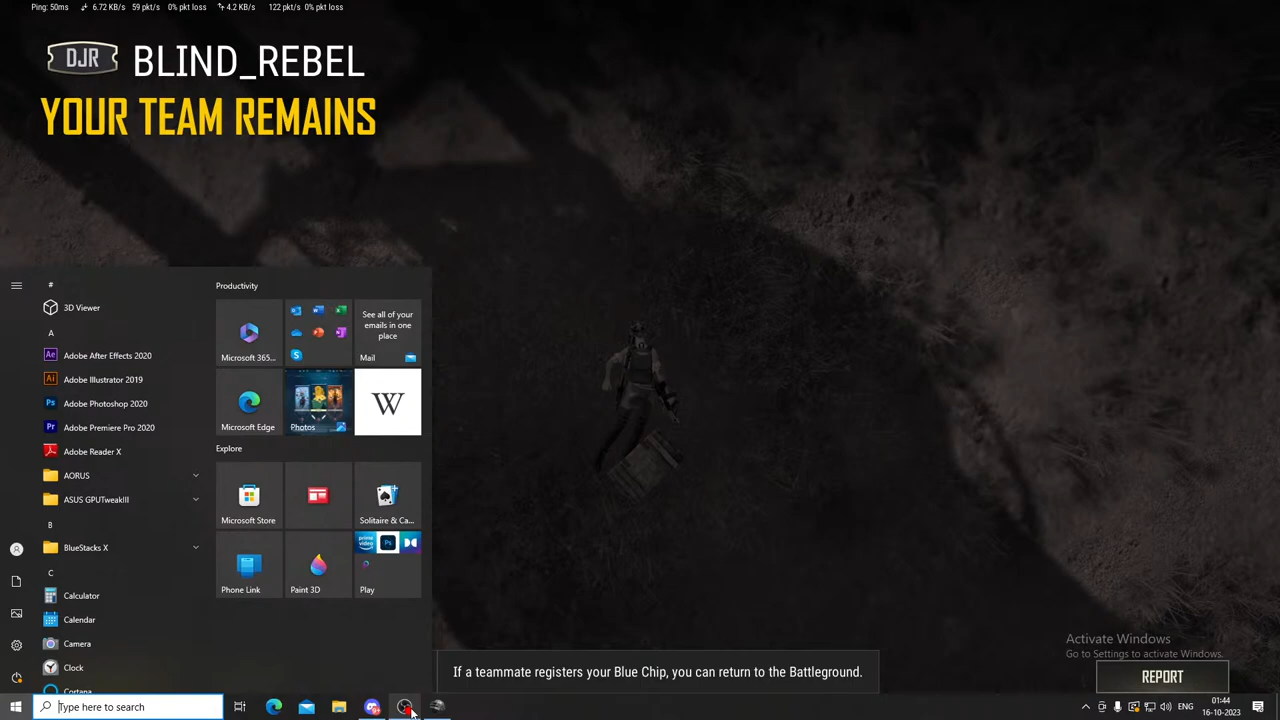 Ping: 50ms 6.72 KB/s 59 pkt/s 0% pkt loss 4.2 KB/s 122 pkt/s 0% pkt loss
DJR BLIND_REBEL
YOUR TEAM REMAINS
#
3D Viewer
A
Adobe After Effects 2020
Adobe Illustrator 2019
Adobe Photoshop 2020
Adobe Premiere Pro 2020
Adobe Reader X
AORUS
ASUS GPUTweakIII
B
BlueStacks X
C
Calculator
Calendar
Camera
Clock
Cortana
Productivity
Microsoft 365...
See all of your
emails in one
place
Mail
Microsoft Edge
Photos
W
Explore
Microsoft Store
Solitaire & Ca...
Phone Link
Paint 3D
prime video
Ps
Play
If a teammate registers your Blue Chip, you can return to the Battleground.
Activate Windows
Go to Settings to activate Windows.
REPORT
Type here to search
ENG
01:44
16-10-2023